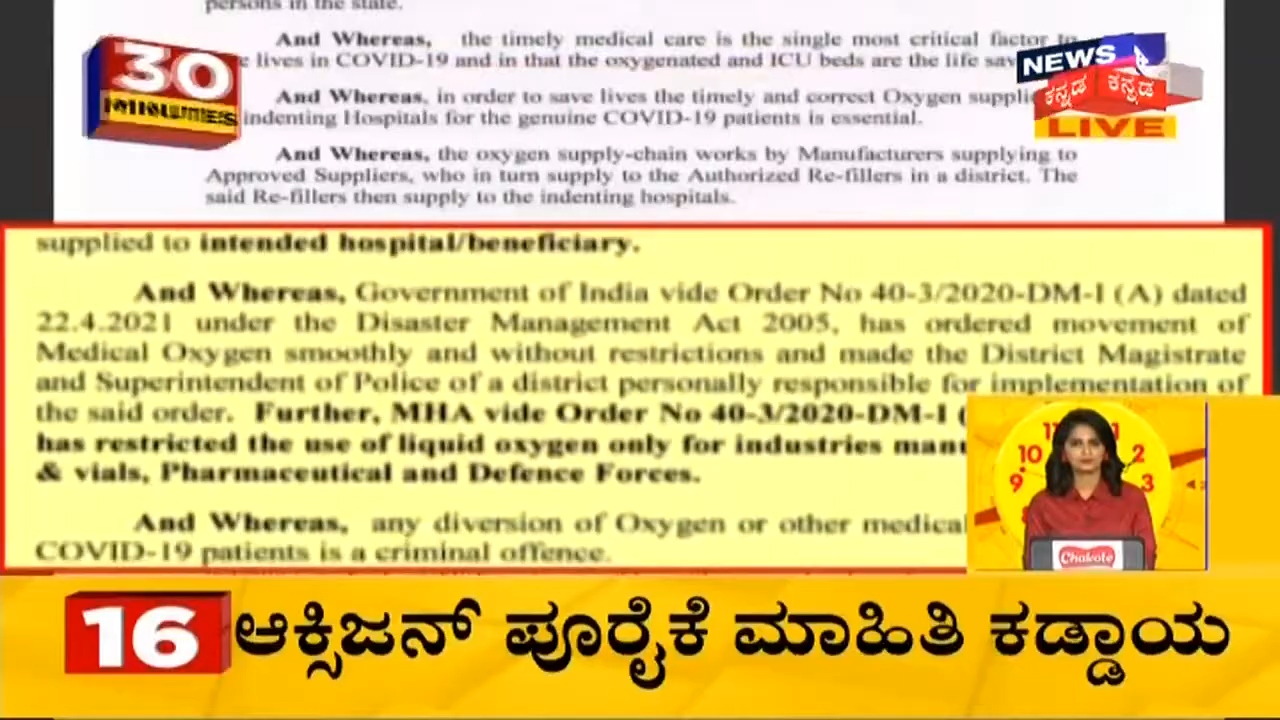 persons in the state.
And Whereas, the timely medical care is the single most critical factor to
lives in COVID-19 and in that the oxygenated and ICU beds are the life
And Whereas, in order to save lives the timely and correct Oxygen
indenting Hospitals for the genuine COVID-19 patients is essential.
And Whereas, the oxygen supply-chain works by Manufacturers supplying to
Approved Suppliers, who in turn supply to the Authorized Re-fillers in a district. The
said Re-fillers then supply to the indenting hospitals.
30
MINUTES
NEWS
ಕನ್ನಡ ಕನ್ನಡ
LIVE
supplied to intended hospital/beneficiary.
And Whereas, Government of India vide Order No 40-3/2020-DM-I (A) dated
22.4.2021 under the Disaster Management Act 2005, has ordered movement of
Medical Oxygen smoothly and without restrictions and made the District Magistrate
and Superintendent of Police of a district personally responsible for implementation of
the said order. Further, MHA vide Order No 40-3/2020-DM-I (
has restricted the use of liquid oxygen only for industries
& vials, Pharmaceutical and Defence Forces.
And Whereas, any diversion of Oxygen or other medical
COVID-19 patients is a criminal offence.
11 1
10 2
9 3
Chakote
16 ಆಕ್ಸಿಜನ್ ಪೂರೈಕೆ ಮಾಹಿತಿ ಕಡ್ಡಾಯ